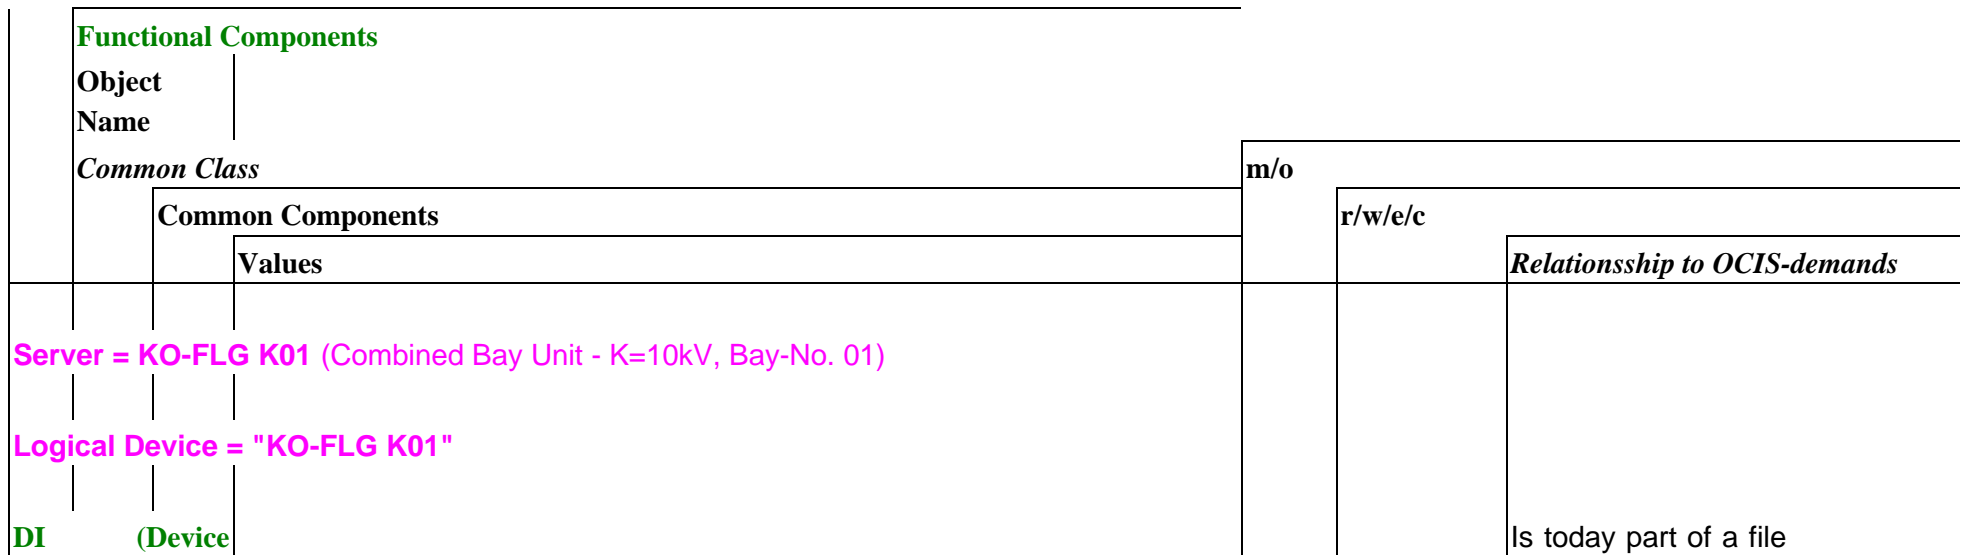 Functional Components
Object
Name
Common Class
m/o
Common Components
r/w/e/c
Values
Relationsship to OCIS-demands
Server = KO-FLG K01 (Combined Bay Unit - K=10kV, Bay-No. 01)
Logical Device = "KO-FLG K01"
DI (Device
Is today part of a file